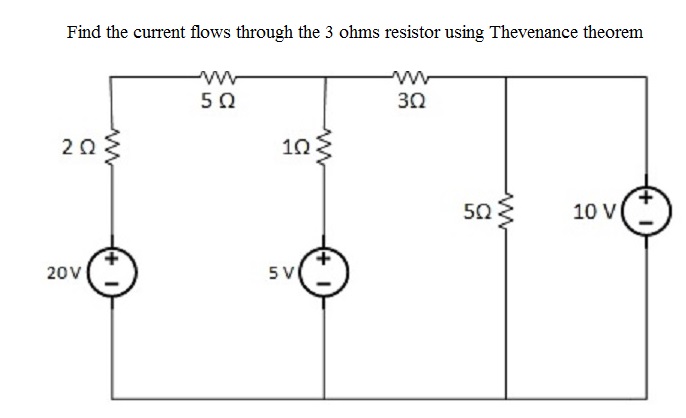 Find the current flows through the 3 ohms resistor using Thevenance theorem
5 Ω
3Ω
2 Ω
1Ω
5Ω
10 V
+
20 V
+
5 V
+